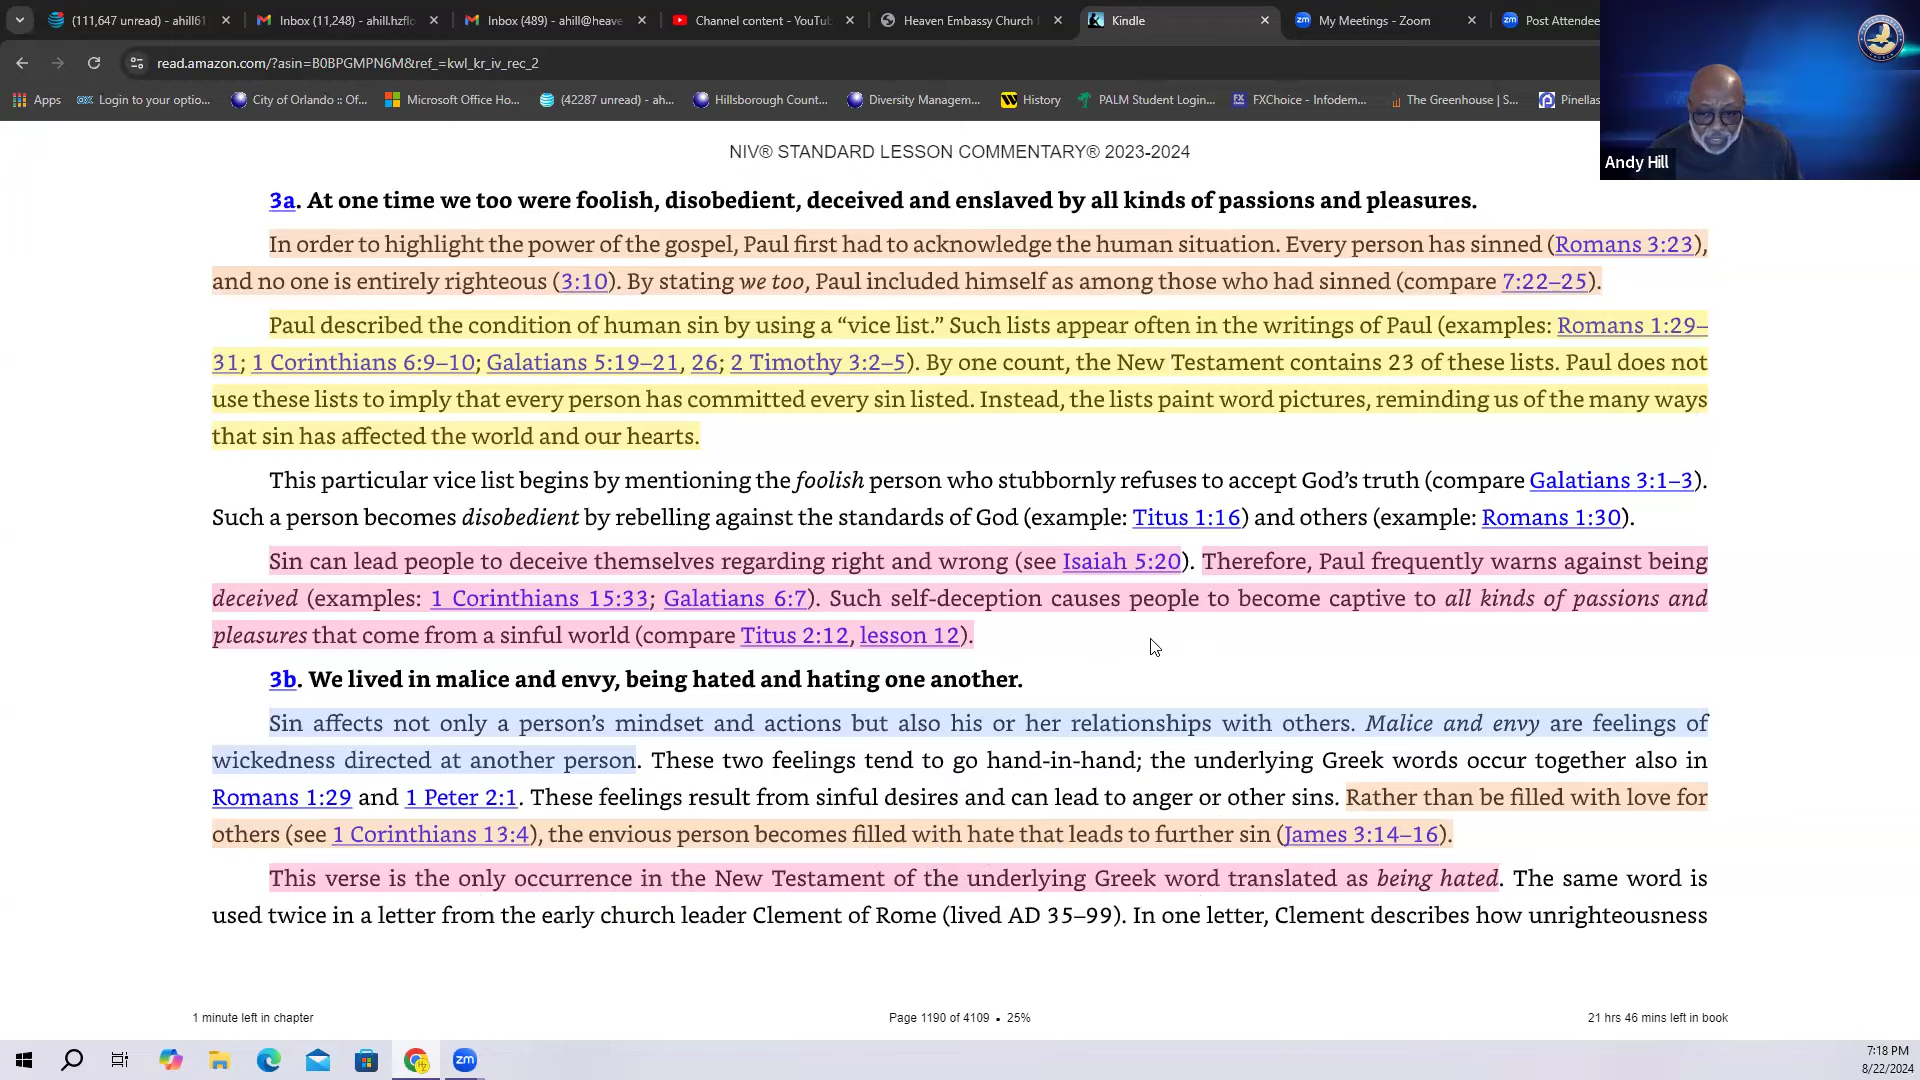 (111,647 unread) - ahill61
Inbox (11,248) - ahill.hzflo
Inbox (489) - ahill@heave
Channel content - YouTu
Heaven Embassy Church
Kindle
My Meetings - Zoom
Post Attendee
read.amazon.com/?asin=B0BPGMPN6M&ref_=kwl_kr_iv_rec_2
Apps
Login to your optio...
City of Orlando :: Of...
Microsoft Office Ho...
(42287 unread) - ah...
Hillsborough Count...
Diversity Managem...
History
PALM Student Login...
FXChoice - Infodem...
The Greenhouse | S...
Pinellas
Andy Hill
NIV® STANDARD LESSON COMMENTARY® 2023-2024
3a. At one time we too were foolish, disobedient, deceived and enslaved by all kinds of passions and pleasures.
In order to highlight the power of the gospel, Paul first had to acknowledge the human situation. Every person has sinned (Romans 3:23),
and no one is entirely righteous (3:10). By stating we too, Paul included himself as among those who had sinned (compare 7:22–25).
Paul described the condition of human sin by using a “vice list.” Such lists appear often in the writings of Paul (examples: Romans 1:29–
31; 1 Corinthians 6:9–10; Galatians 5:19–21, 26; 2 Timothy 3:2–5). By one count, the New Testament contains 23 of these lists. Paul does not
use these lists to imply that every person has committed every sin listed. Instead, the lists paint word pictures, reminding us of the many ways
that sin has affected the world and our hearts.
This particular vice list begins by mentioning the foolish person who stubbornly refuses to accept God’s truth (compare Galatians 3:1–3).
Such a person becomes disobedient by rebelling against the standards of God (example: Titus 1:16) and others (example: Romans 1:30).
Sin can lead people to deceive themselves regarding right and wrong (see Isaiah 5:20). Therefore, Paul frequently warns against being
deceived (examples: 1 Corinthians 15:33; Galatians 6:7). Such self-deception causes people to become captive to all kinds of passions and
pleasures that come from a sinful world (compare Titus 2:12, lesson 12).
3b. We lived in malice and envy, being hated and hating one another.
Sin affects not only a person’s mindset and actions but also his or her relationships with others. Malice and envy are feelings of
wickedness directed at another person. These two feelings tend to go hand-in-hand; the underlying Greek words occur together also in
Romans 1:29 and 1 Peter 2:1. These feelings result from sinful desires and can lead to anger or other sins. Rather than be filled with love for
others (see 1 Corinthians 13:4), the envious person becomes filled with hate that leads to further sin (James 3:14–16).
This verse is the only occurrence in the New Testament of the underlying Greek word translated as being hated. The same word is
used twice in a letter from the early church leader Clement of Rome (lived AD 35–99). In one letter, Clement describes how unrighteousness
1 minute left in chapter
Page 1190 of 4109 • 25%
21 hrs 46 mins left in book
zm
7:18 PM
8/22/2024